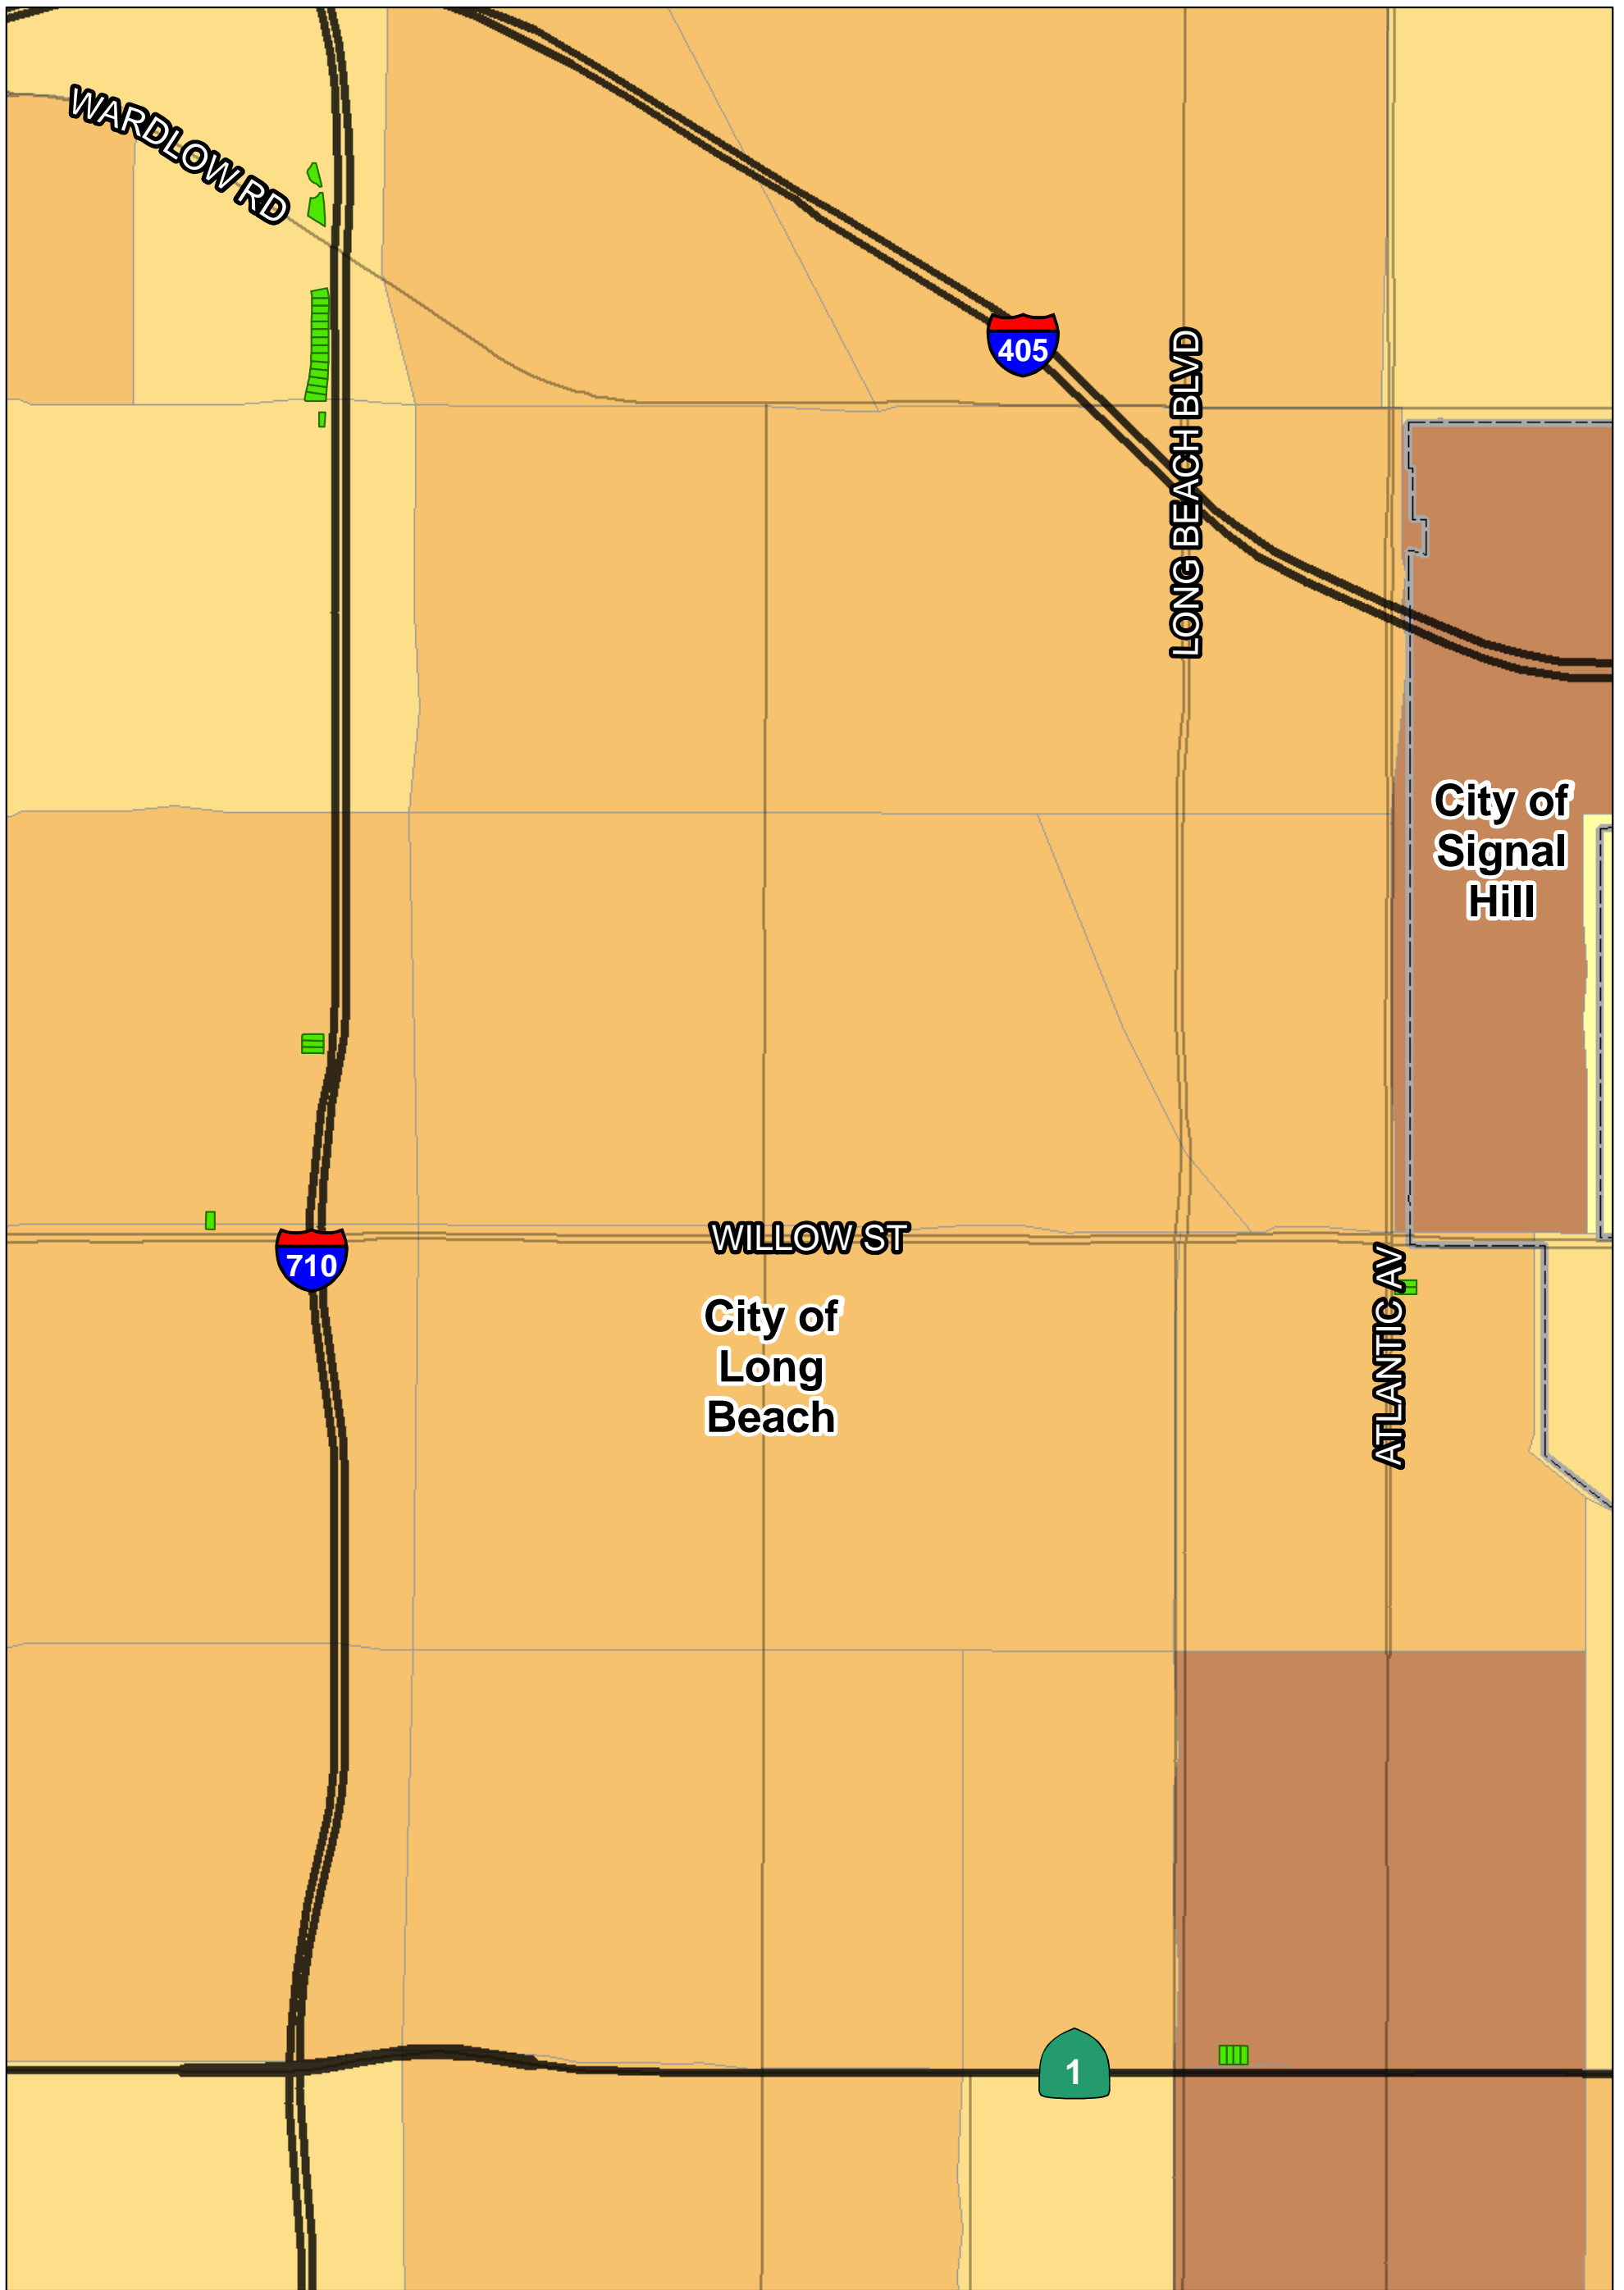 WARDLOW RD
405
LONG BEACH BLVD
City of
Signal
Hill
WILLOW ST
710
ATLANTIC AV
City of
Long
Beach
1